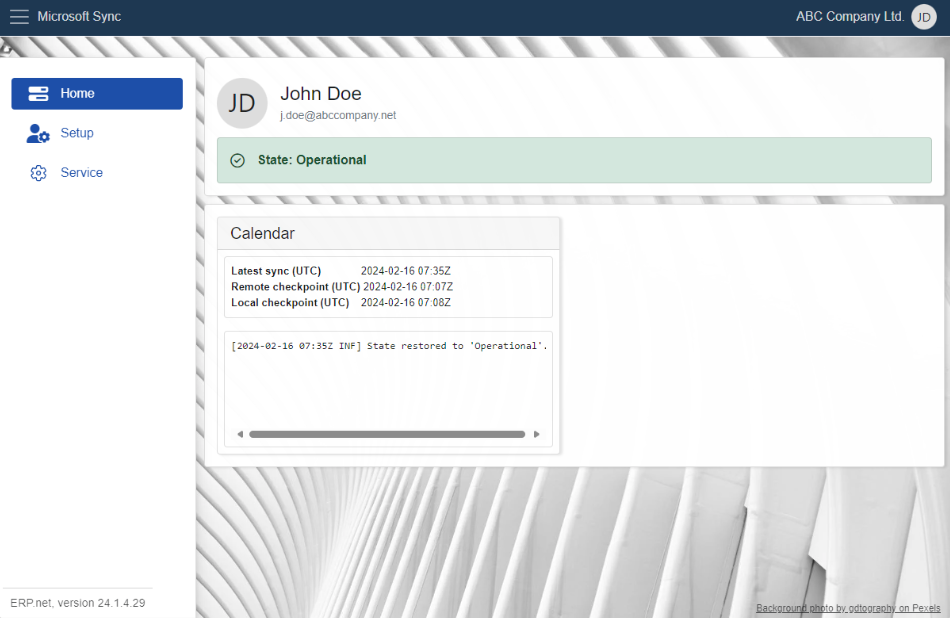 Microsoft Sync
ABC Company Ltd. JD
Home
Setup
Service
JD
John Doe
j.doe@abccompany.net
State: Operational
Calendar
Latest sync (UTC) 2024-02-16 07:35Z
Remote checkpoint (UTC) 2024-02-16 07:07Z
Local checkpoint (UTC) 2024-02-16 07:08Z
[2024-02-16 07:35Z INF] State restored to 'Operational'.
ERP.net, version 24.1.4.29
Background photo by gdtography on Pexels